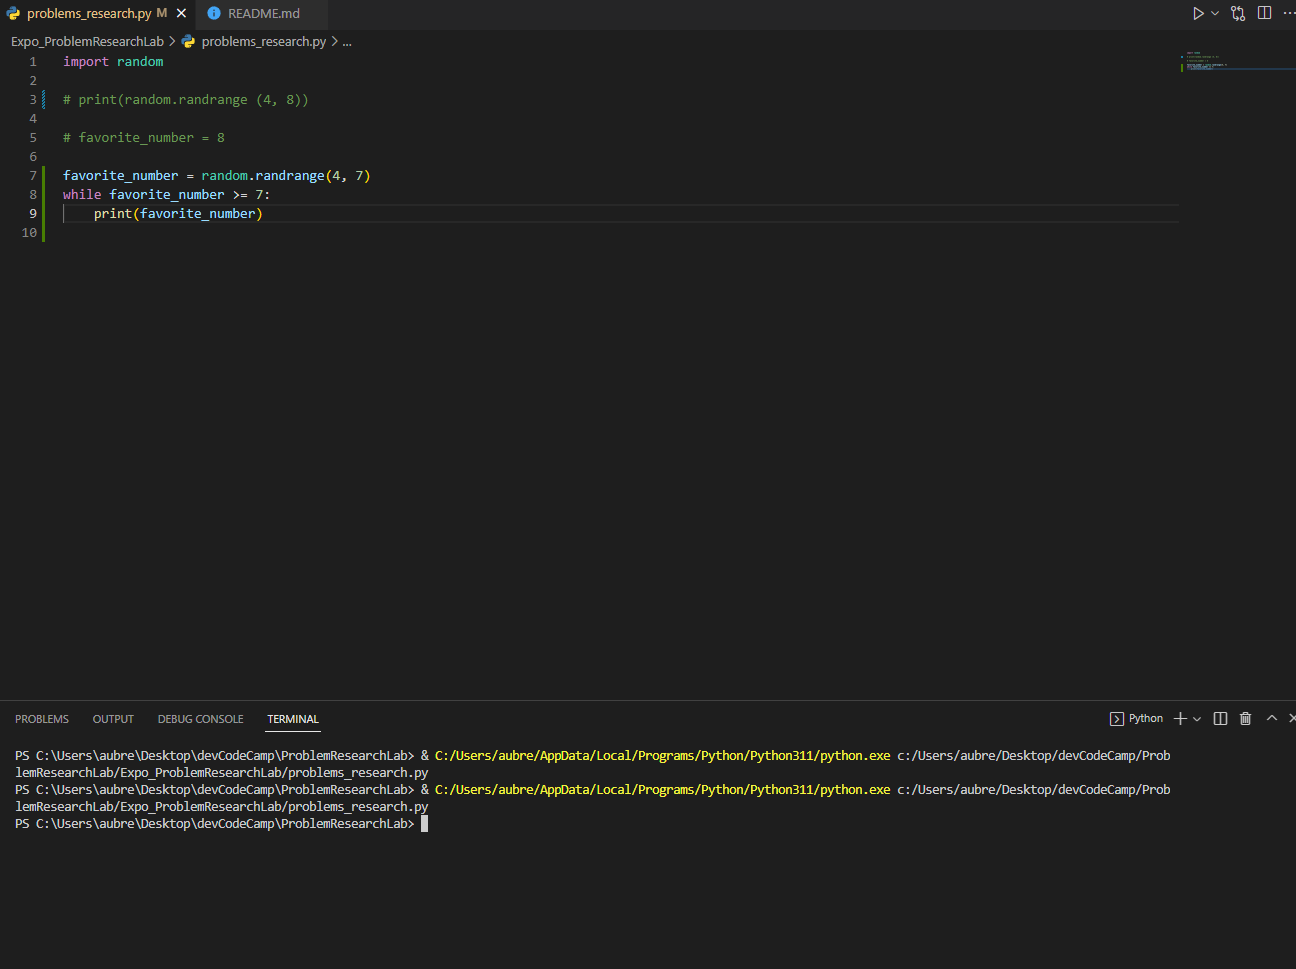 problems_research.py M
README.md
Expo_ProblemResearchLab > problems_research.py > ...
1 import random
2
3 # print(random.randrange (4, 8))
4
5 # favorite_number = 8
6
7 favorite_number = random.randrange(4, 7)
8 while favorite_number >= 7:
9 print(favorite_number)
10
PROBLEMS OUTPUT DEBUG CONSOLE TERMINAL
Python
PS C:\Users\aubre\Desktop\devCodeCamp\ProblemResearchLab> & C:/Users/aubre/AppData/Local/Programs/Python/Python311/python.exe c:/Users/aubre/Desktop/devCodeCamp/Prob
lemResearchLab/Expo_ProblemResearchLab/problems_research.py
PS C:\Users\aubre\Desktop\devCodeCamp\ProblemResearchLab> & C:/Users/aubre/AppData/Local/Programs/Python/Python311/python.exe c:/Users/aubre/Desktop/devCodeCamp/Prob
lemResearchLab/Expo_ProblemResearchLab/problems_research.py
PS C:\Users\aubre\Desktop\devCodeCamp\ProblemResearchLab>